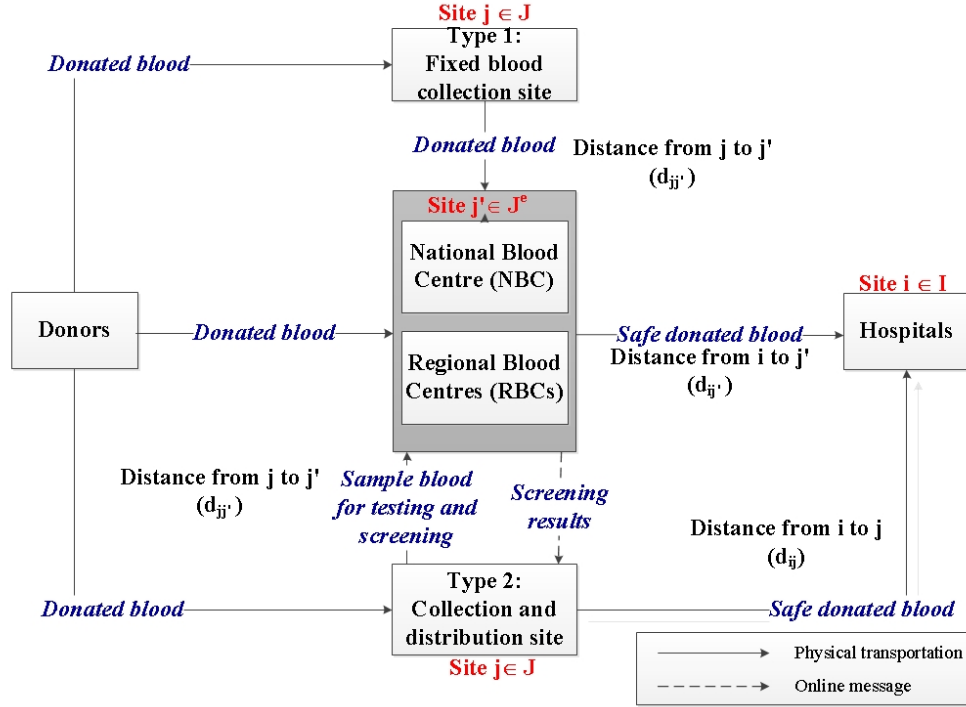 Site j ∈ J
Type 1:
Fixed blood
collection site
Donated blood
Donated blood
Distance from j to j'
(djj')
Site j'∈ Jᵉ
National Blood
Centre (NBC)
Regional Blood
Centres (RBCs)
Donors
Donated blood
Safe donated blood
Distance from i to j'
(dij')
Site i ∈ I
Hospitals
Distance from j to j'
(djj')
Sample blood
for testing and
screening
Screening
results
Distance from i to j
(dij)
Donated blood
Type 2:
Collection and
distribution site
Site j∈ J
Safe donated blood
Physical transportation
Online message